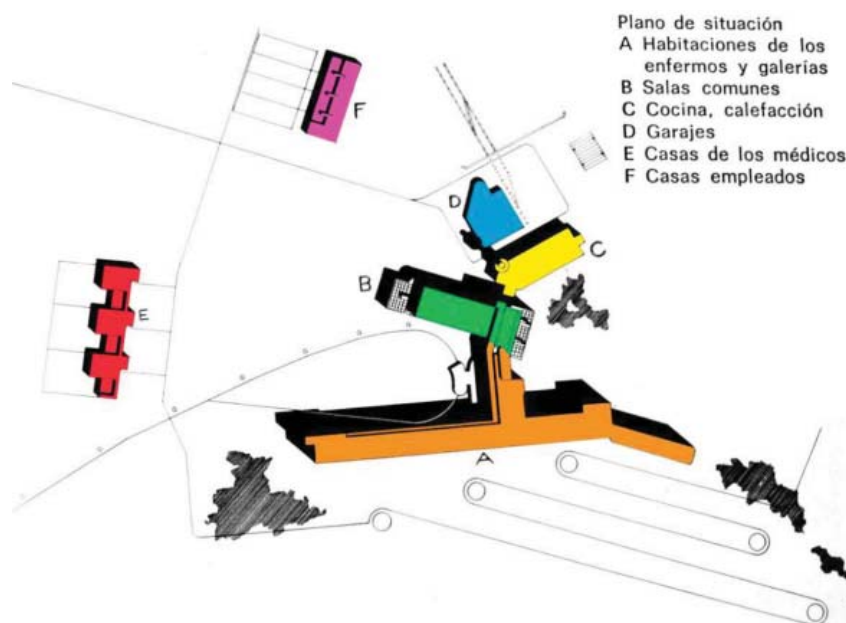 Plano de situación
A Habitaciones de los
enfermos y galerías
B Salas comunes
C Cocina, calefacción
D Garajes
E Casas de los médicos
F Casas empleados
F
D
C
B
E
A